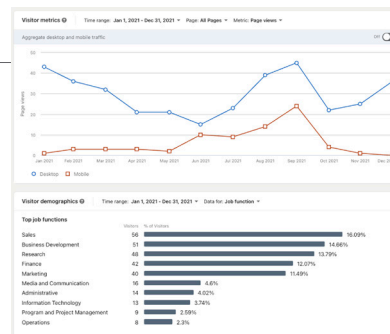 Visitor metrics Time range: Jan 1, 2021 - Dec 31, 2021 Page: All Pages Metric: Page views
Aggregate desktop and mobile traffic Off
Page views
50
40
30
20
10
0
Jan 2021 Feb 2021 Mar 2021 Apr 2021 May 2021 Jun 2021 Jul 2021 Aug 2021 Sep 2021 Oct 2021 Nov 2021 Dec 2
Desktop Mobile
Visitor demographics Time range: Jan 1, 2021 - Dec 31, 2021 Data for: Job function
Top job functions
Visitors % of Visitors
Sales 56 16.09%
Business Development 51 14.66%
Research 48 13.79%
Finance 42 12.07%
Marketing 40 11.49%
Media and Communication 16 4.6%
Administrative 14 4.02%
Information Technology 13 3.74%
Program and Project Management 9 2.59%
Operations 8 2.3%